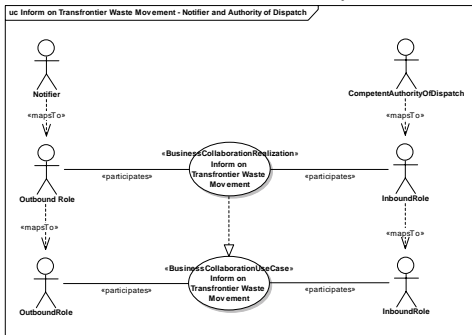 uc Inform on Transfrontier Waste Movement - Notifier and Authority of Dispatch
Notifier
CompetentAuthorityOfDispatch
«mapsTo»
«mapsTo»
«BusinessCollaborationRealization»
Inform on
Transfrontier Waste
Movement
«participates»
«participates»
Outbound Role
InboundRole
«mapsTo»
«mapsTo»
«BusinessCollaborationUseCase»
Inform on
Transfrontier Waste
Movement
«participates»
«participates»
OutboundRole
InboundRole